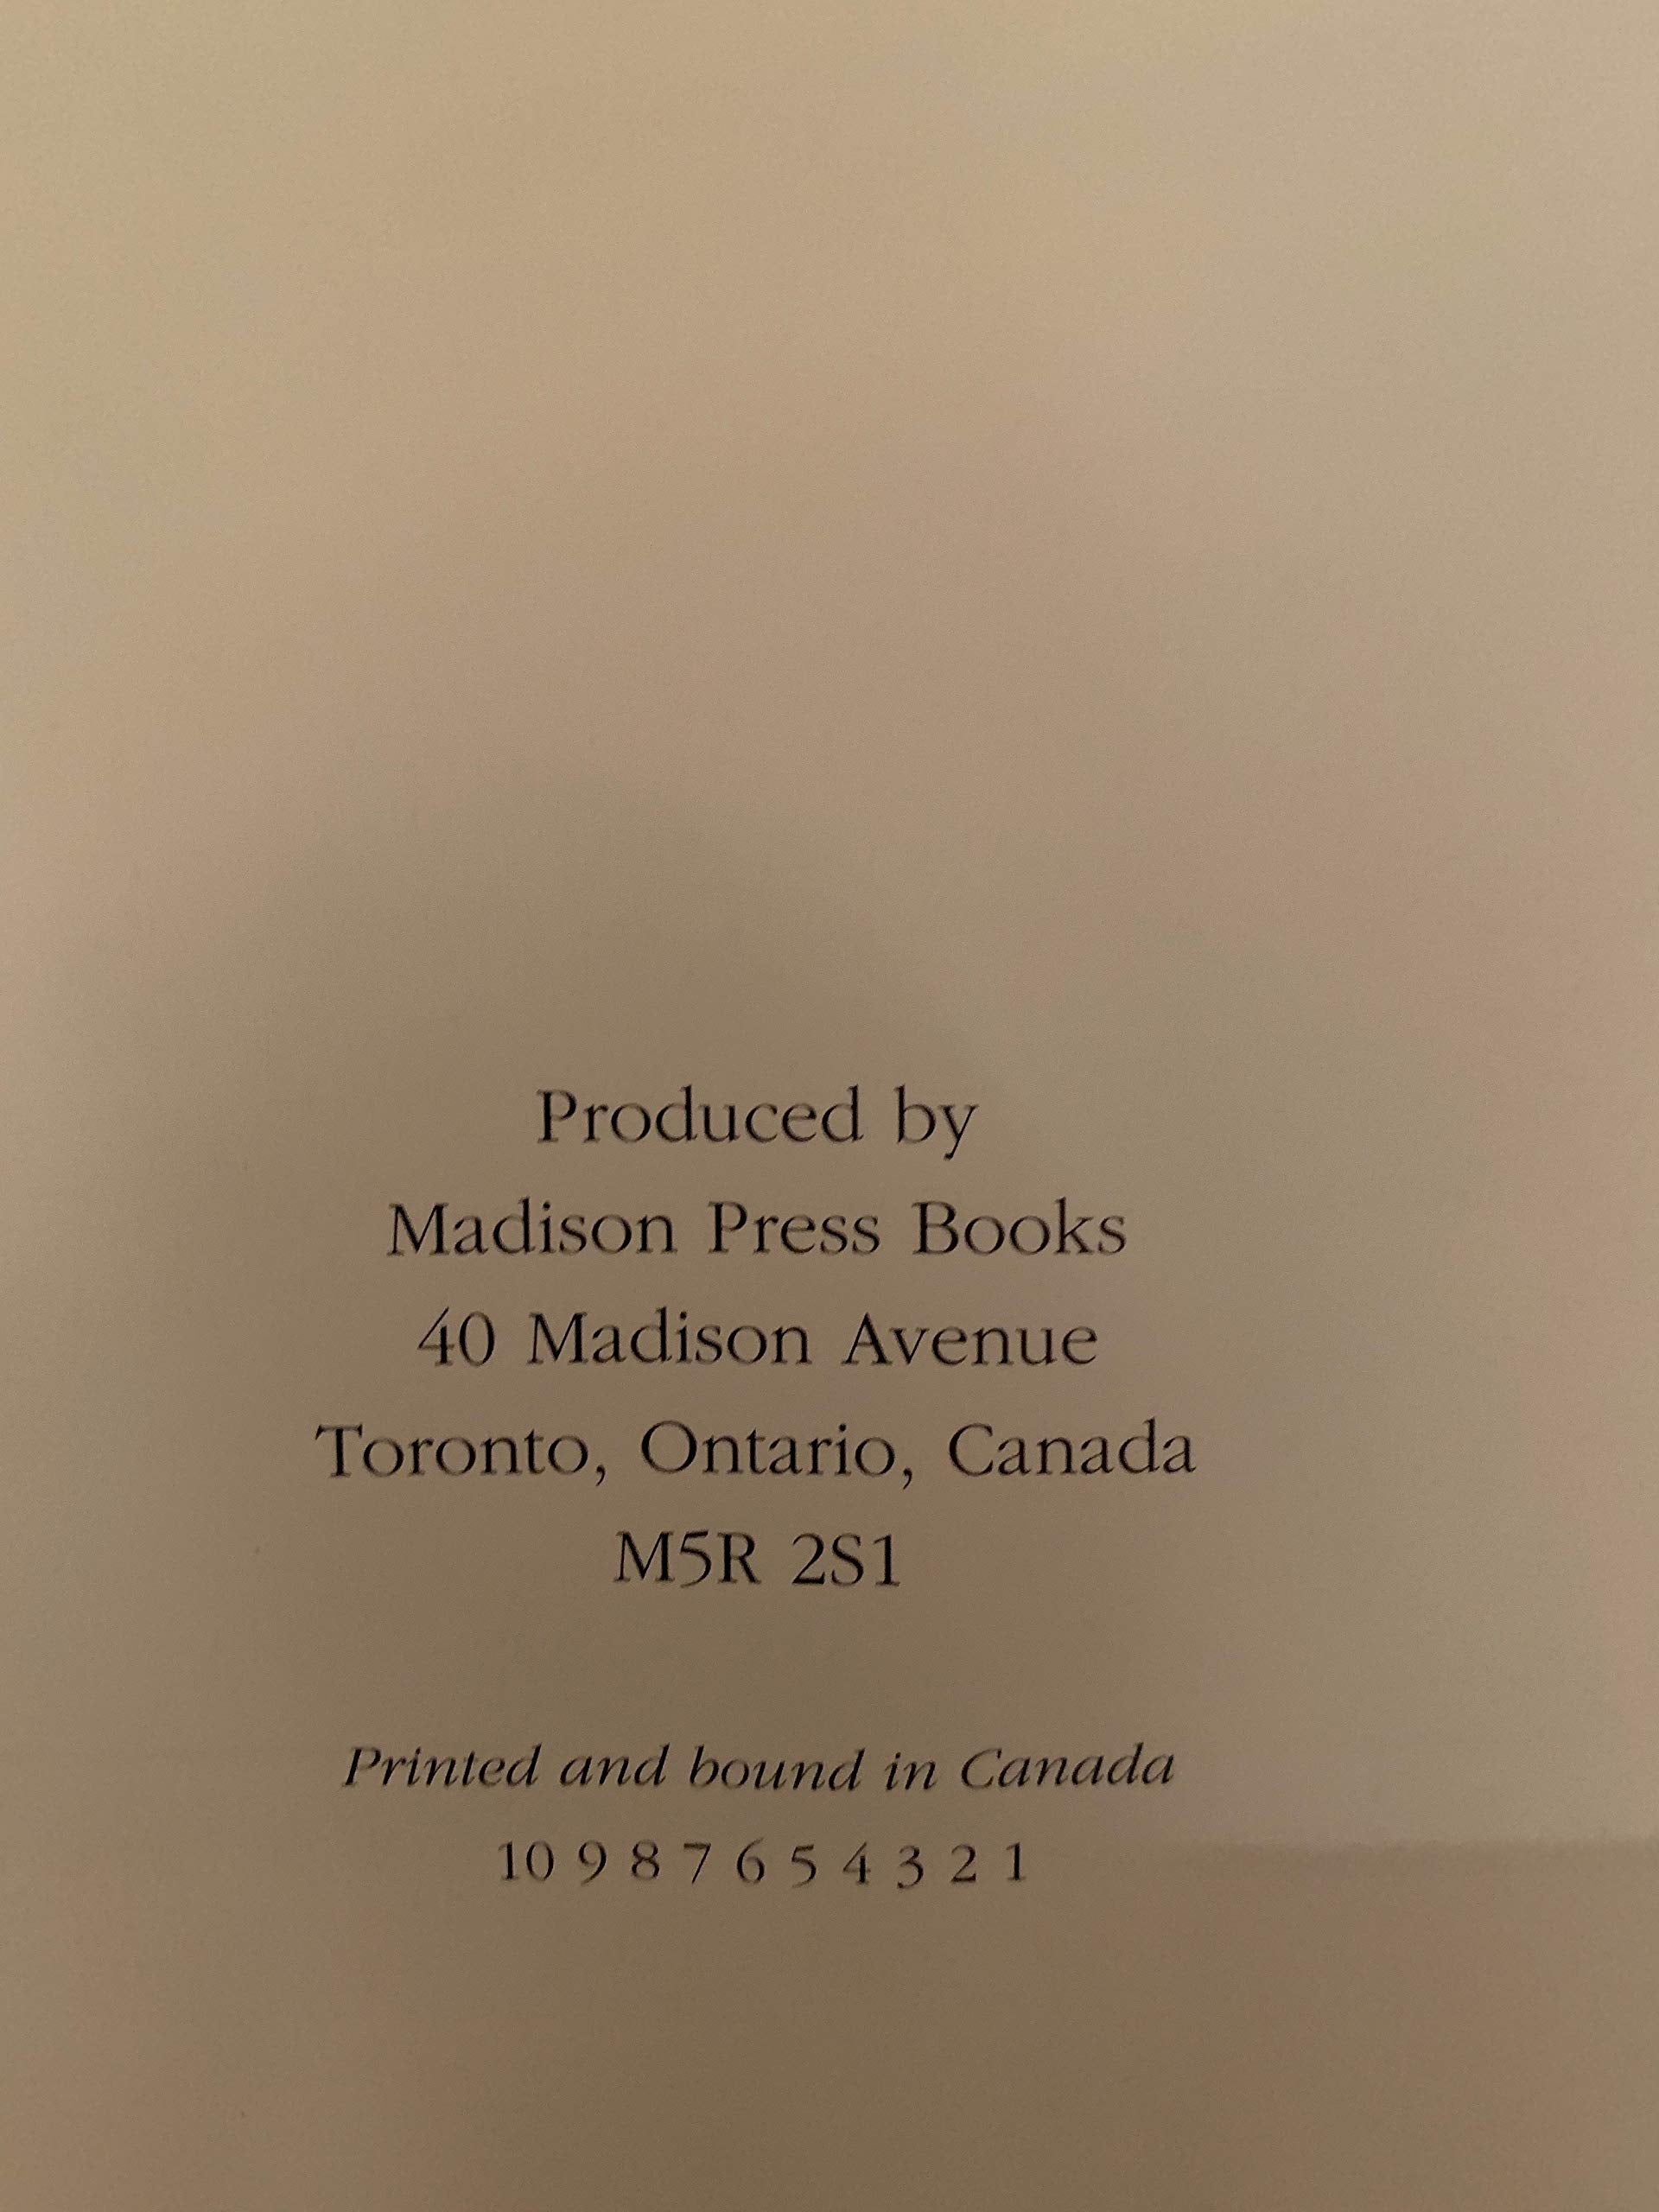 Produced by
Madison Press Books
40 Madison Avenue
Toronto, Ontario, Canada
M5R 2S1
Printed and bound in Canada
10 9 8 7 6 5 4 3 2 1